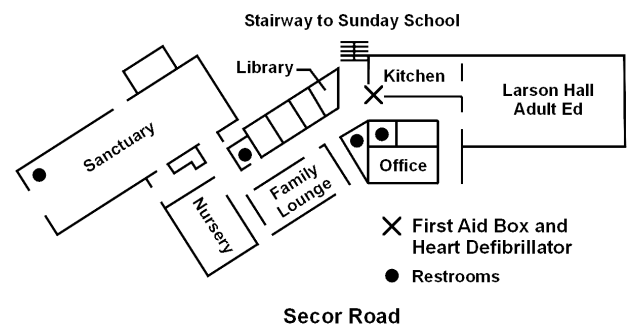 Stairway to Sunday School
Library
Kitchen
Larson Hall
Adult Ed
Sanctuary
Office
Family
Lounge
Nursery
First Aid Box and
Heart Defibrillator
Restrooms
Secor Road